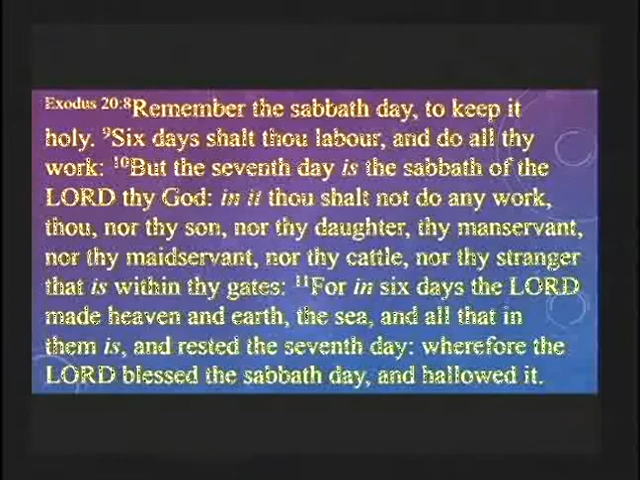 Exodus 20:8Remember the sabbath day, to keep it
holy. 9Six days shalt thou labour, and do all thy
work: 10But the seventh day is the sabbath of the
LORD thy God: in it thou shalt not do any work,
thou, nor thy son, nor thy daughter, thy manservant,
nor thy maidservant, nor thy cattle, nor thy stranger
that is within thy gates: 11For in six days the LORD
made heaven and earth, the sea, and all that in
them is, and rested the seventh day: wherefore the
LORD blessed the sabbath day, and hallowed it.